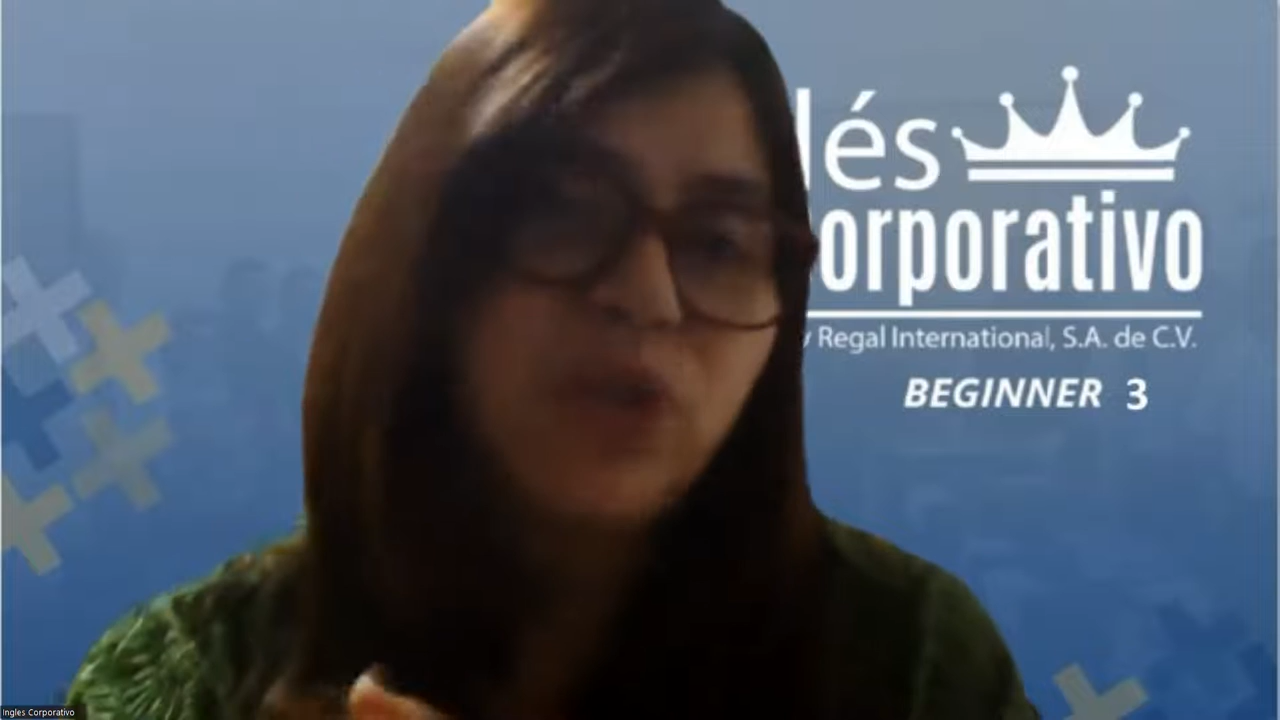 lés
orporativo
y Regal International, S.A. de C.V.
BEGINNER 3
Ingles Corporativo